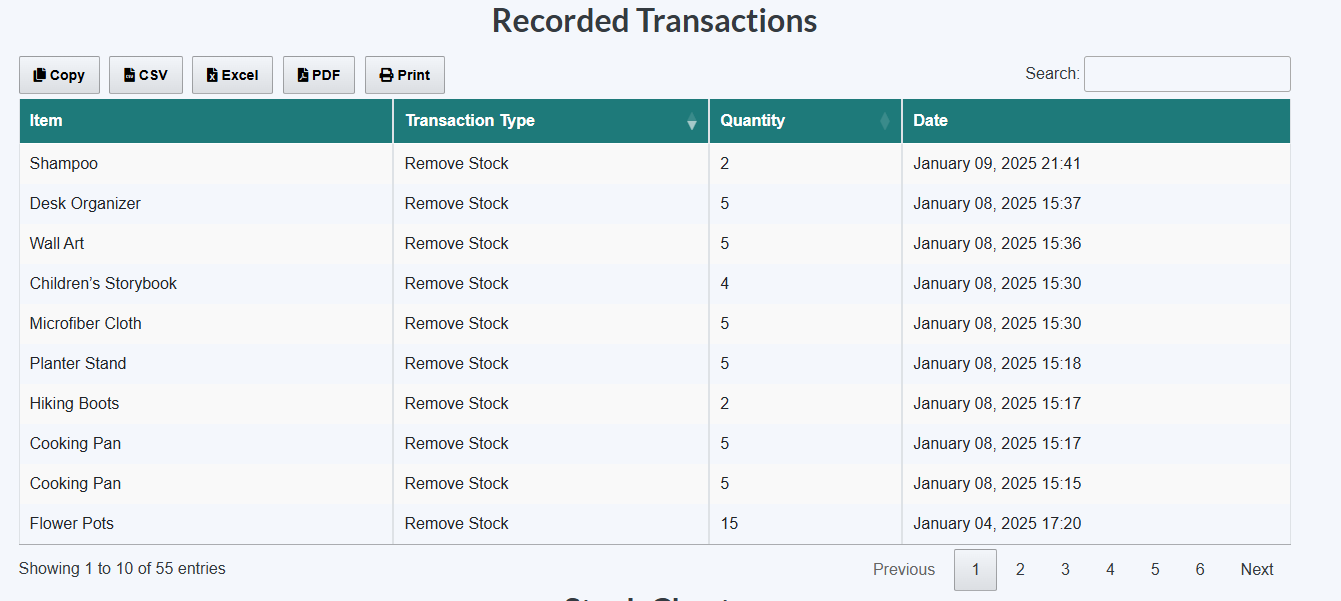 Recorded Transactions
Copy CSV Excel PDF Print Search:
Item Transaction Type Quantity Date
Shampoo Remove Stock 2 January 09, 2025 21:41
Desk Organizer Remove Stock 5 January 08, 2025 15:37
Wall Art Remove Stock 5 January 08, 2025 15:36
Children’s Storybook Remove Stock 4 January 08, 2025 15:30
Microfiber Cloth Remove Stock 5 January 08, 2025 15:30
Planter Stand Remove Stock 5 January 08, 2025 15:18
Hiking Boots Remove Stock 2 January 08, 2025 15:17
Cooking Pan Remove Stock 5 January 08, 2025 15:17
Cooking Pan Remove Stock 5 January 08, 2025 15:15
Flower Pots Remove Stock 15 January 04, 2025 17:20
Showing 1 to 10 of 55 entries Previous 1 2 3 4 5 6 Next